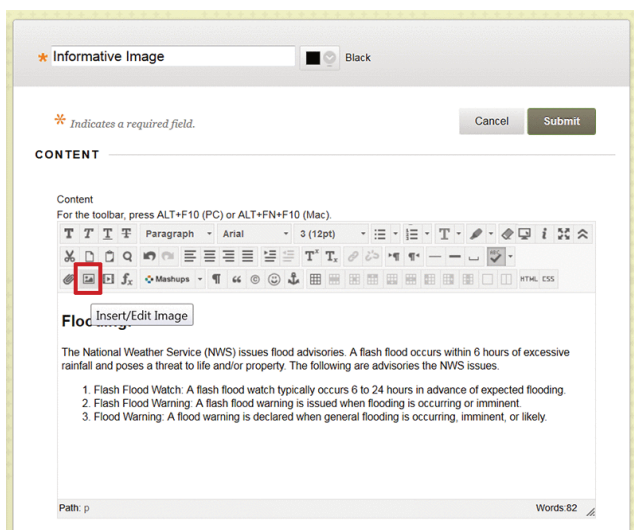 * Informative Image Black
* Indicates a required field. Cancel Submit
CONTENT
Content
For the toolbar, press ALT+F10 (PC) or ALT+FN+F10 (Mac).
T T T T Paragraph Arial 3 (12pt) T i
T× Tₓ ABC
fx Mashups ¶ “ © HTML CSS
Insert/Edit Image
The National Weather Service (NWS) issues flood advisories. A flash flood occurs within 6 hours of excessive
rainfall and poses a threat to life and/or property. The following are advisories the NWS issues.
1. Flash Flood Watch: A flash flood watch typically occurs 6 to 24 hours in advance of expected flooding.
2. Flash Flood Warning: A flash flood warning is issued when flooding is occurring or imminent.
3. Flood Warning: A flood warning is declared when general flooding is occurring, imminent, or likely.
Path: p Words:82